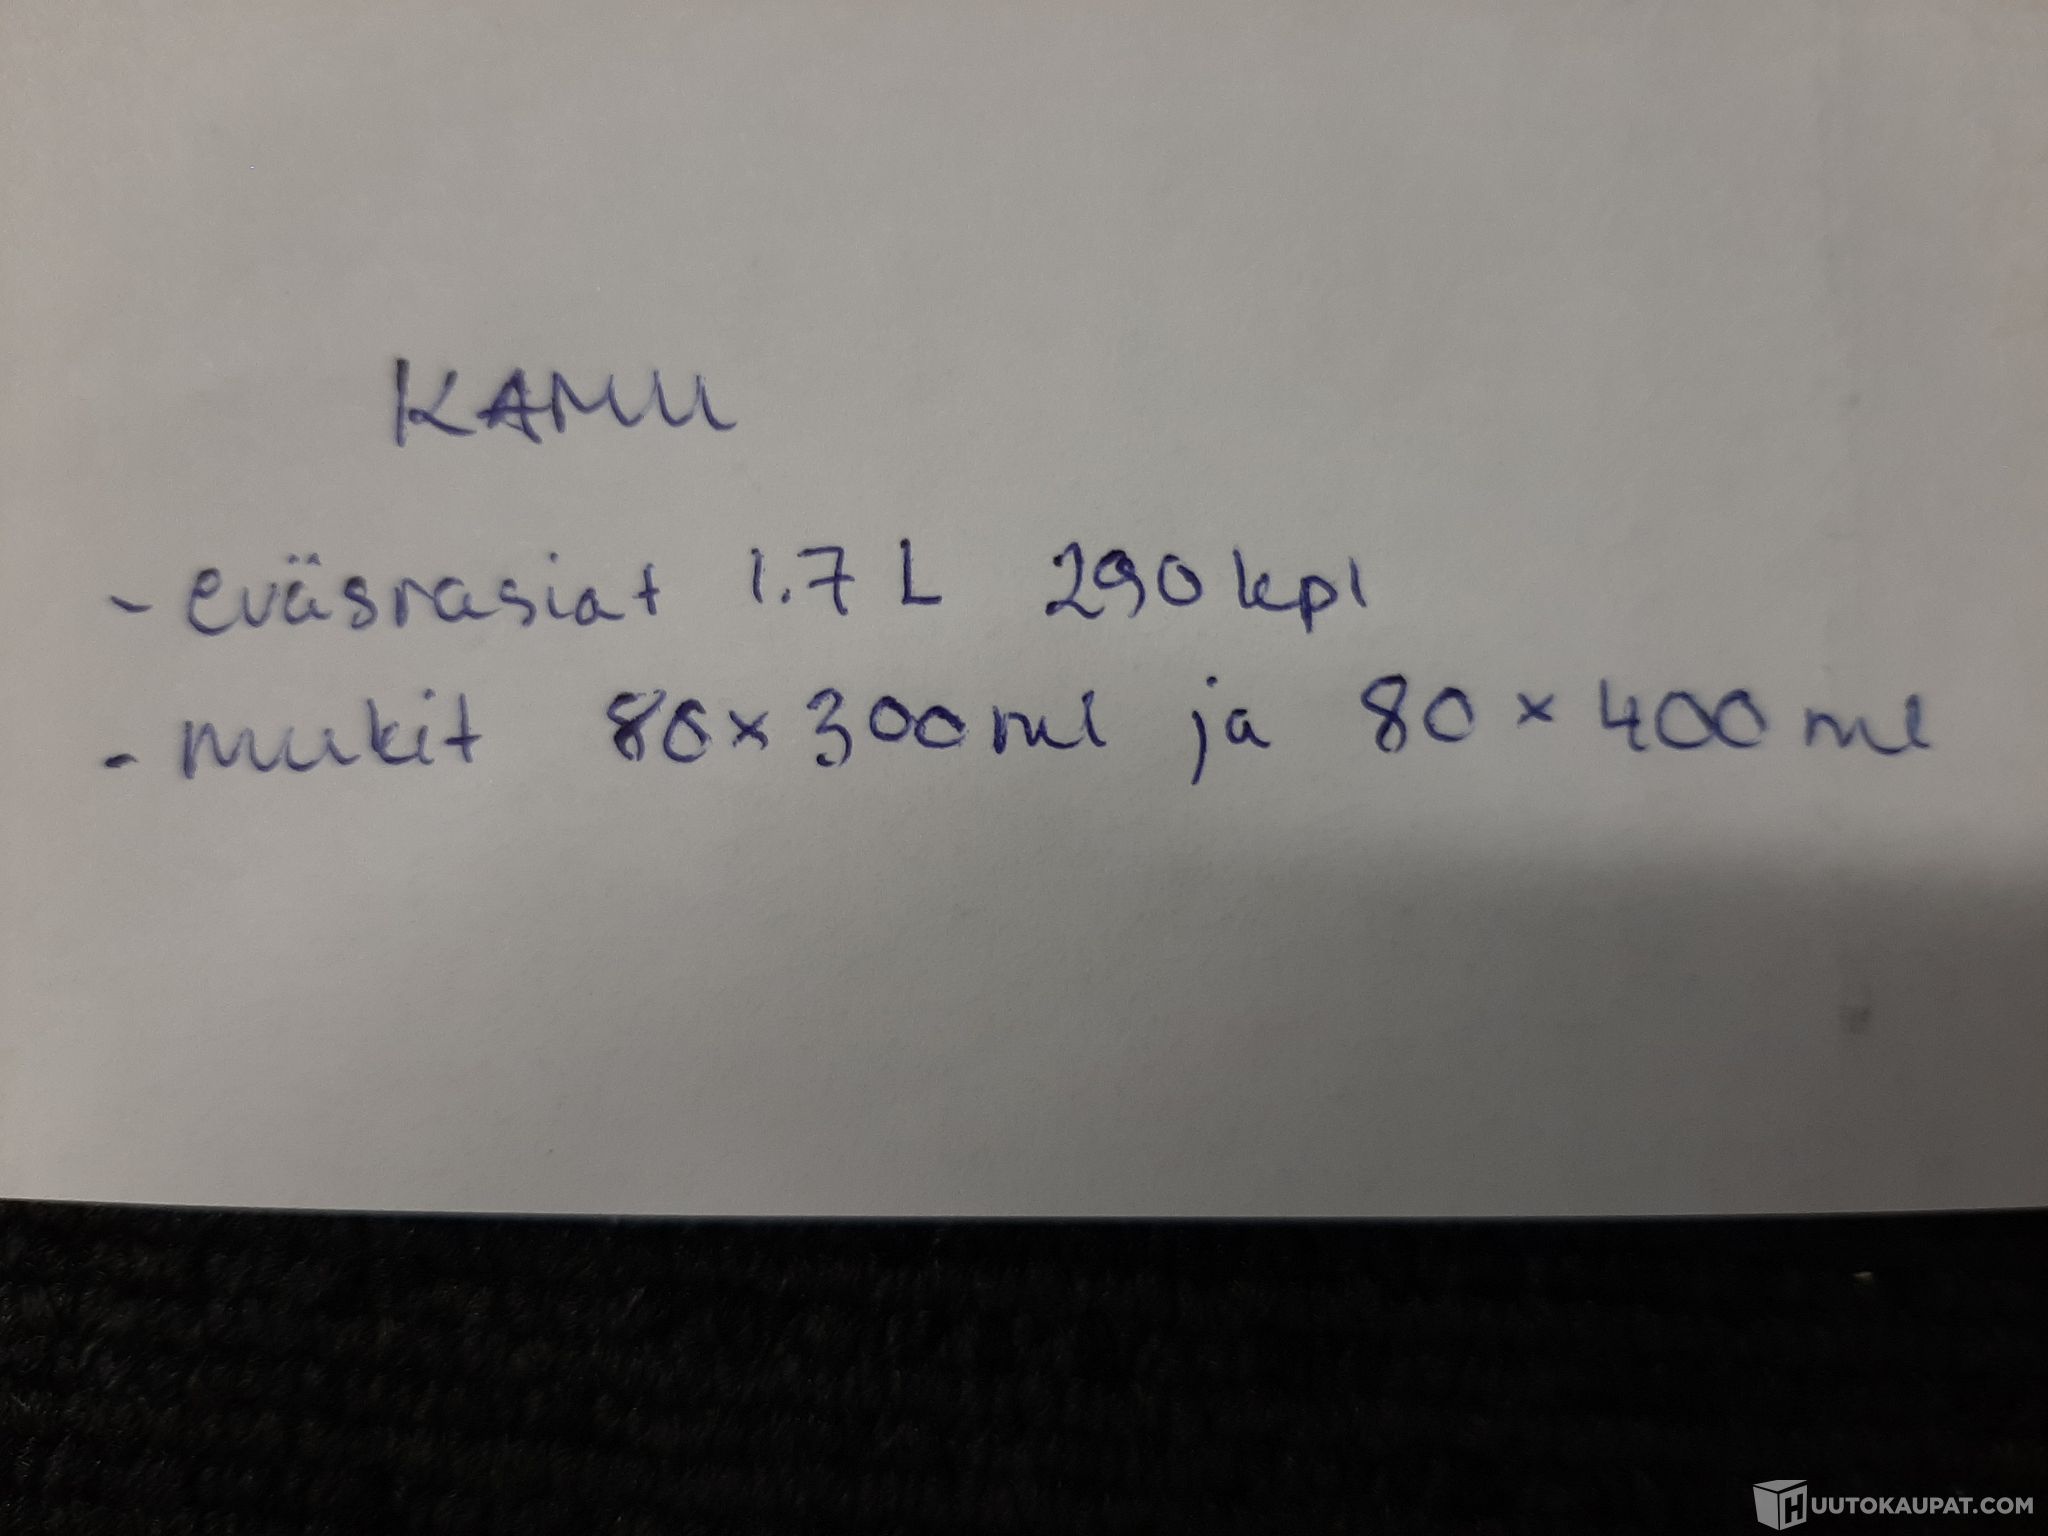 KAMU
- eväsrasiat 1.7 L 290 kpl
- mukit 80 x 300 ml ja 80 x 400 ml
HUUTOKAUPAT.COM